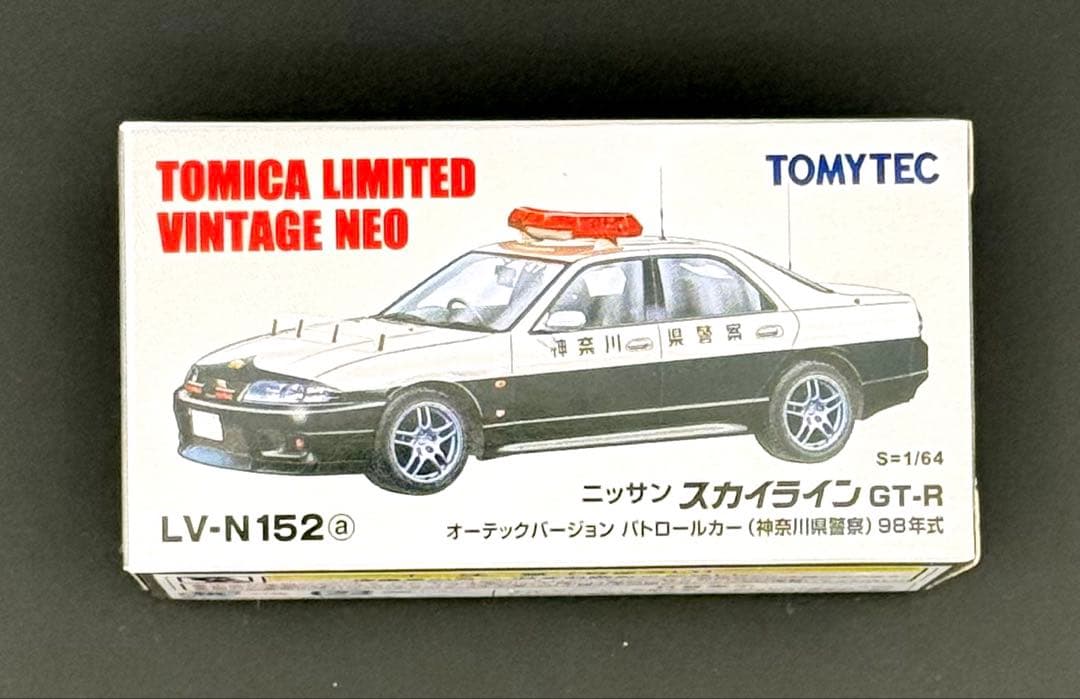 TOMICA LIMITED
VINTAGE NEO
TOMYTEC
神奈川県警察
S=1/64
ニッサン スカイライン GT-R
LV-N152ⓐ
オーテックバージョン パトロールカー(神奈川県警察)98年式